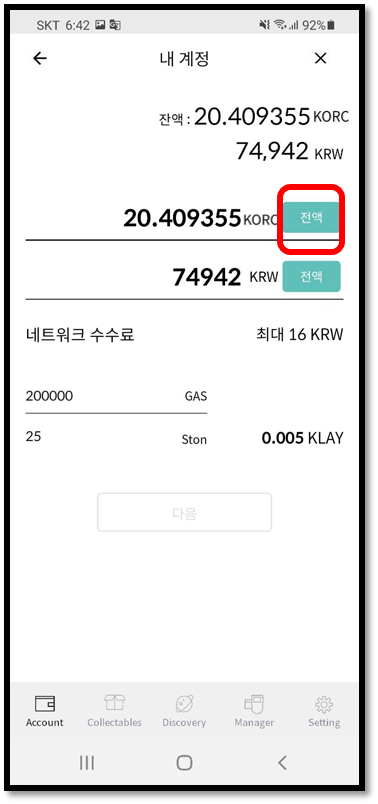 SKT 6:42 92%
내 계정
잔액 : 20.409355 KORC
74,942 KRW
20.409355 KORC 전액
74942 KRW 전액
네트워크 수수료 최대 16 KRW
200000 GAS
25 Ston 0.005 KLAY
다음
Account Collectables Discovery Manager Setting